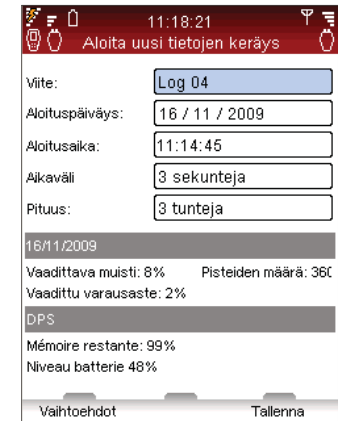 11:18:21
Aloita uusi tietojen keräys
Viite: Log 04
Aloituspäiväys: 16 / 11 / 2009
Aloitusaika: 11:14:45
Aikaväli 3 sekunteja
Pituus: 3 tunteja
16/11/2009
Vaadittava muisti: 8% Pisteiden määrä: 360
Vaadittu varausaste: 2%
DPS
Mémoire restante: 99%
Niveau batterie 48%
Vaihtoehdot Tallenna